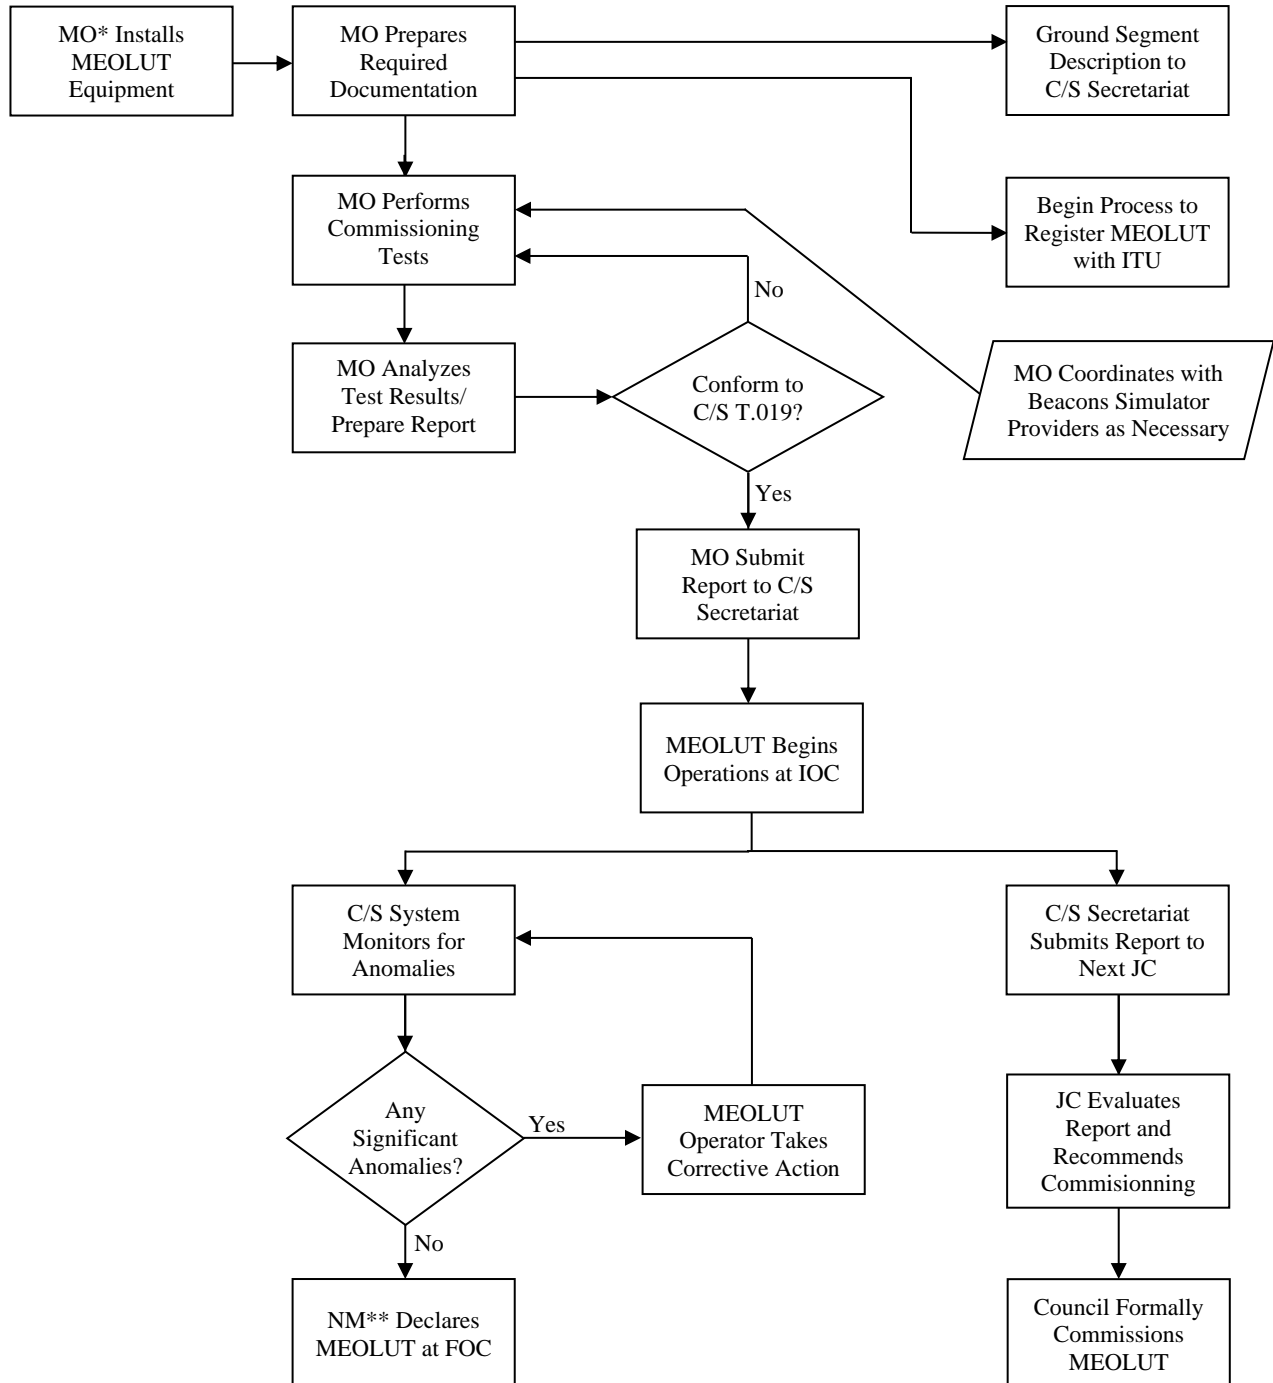 MO* Installs
MEOLUT
Equipment
MO Prepares
Required
Documentation
Ground Segment
Description to
C/S Secretariat
MO Performs
Commissioning
Tests
Begin Process to
Register MEOLUT
with ITU
No
MO Analyzes
Test Results/
Prepare Report
Conform to
C/S T.019?
MO Coordinates with
Beacons Simulator
Providers as Necessary
Yes
MO Submit
Report to C/S
Secretariat
MEOLUT Begins
Operations at IOC
C/S System
Monitors for
Anomalies
C/S Secretariat
Submits Report to
Next JC
Any
Significant
Anomalies?
Yes
MEOLUT
Operator Takes
Corrective Action
JC Evaluates
Report and
Recommends
Commisionning
No
NM** Declares
MEOLUT at FOC
Council Formally
Commissions
MEOLUT